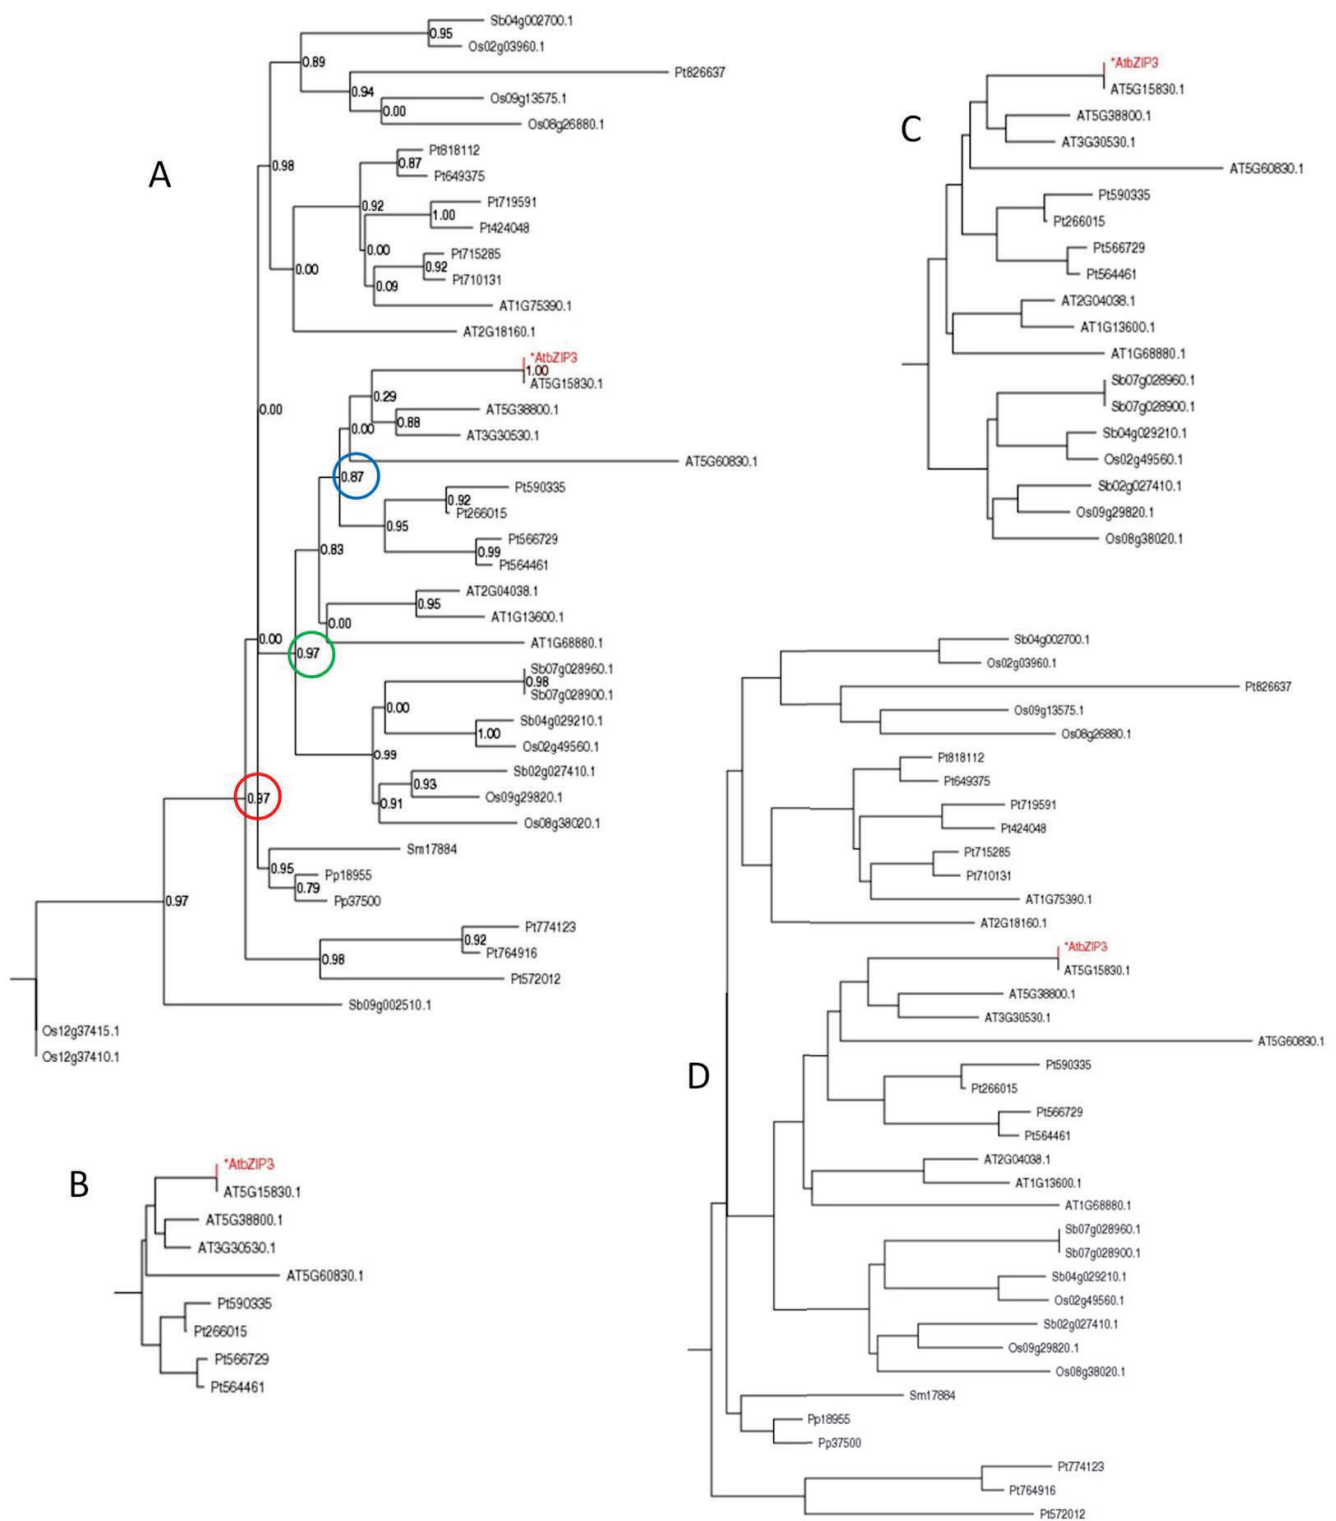 A
Sb04g002700.1
0.95
Os02g03960.1
0.89
Pt826637
0.94
Os09g13575.1
0.00
Os08g26880.1
0.98
Pt818112
0.87
Pt649375
0.92
Pt719591
1.00
Pt424048
0.00
Pt715285
0.92
Pt710131
0.09
AT1G75390.1
0.00
AT2G18160.1
*AtbZIP3
1.00
AT5G15830.1
0.29
AT5G38800.1
0.88
AT3G30530.1
0.00
AT5G60830.1
0.00
0.87
Pt590335
0.92
Pt266015
0.95
Pt566729
0.99
Pt564461
0.83
AT2G04038.1
0.95
AT1G13600.1
0.00
AT1G68880.1
0.00
0.97
Sb07g028960.1
0.98
Sb07g028900.1
0.00
Sb04g029210.1
1.00
Os02g49560.1
0.99
Sb02g027410.1
0.93
Os09g29820.1
0.91
Os08g38020.1
0.97
Sm17884
0.95
Pp18955
0.79
Pp37500
0.97
Pt774123
0.92
Pt764916
0.98
Pt572012
Sb09g002510.1
Os12g37415.1
Os12g37410.1
B
*AtbZIP3
AT5G15830.1
AT5G38800.1
AT3G30530.1
AT5G60830.1
Pt590335
Pt266015
Pt566729
Pt564461
C
*AtbZIP3
AT5G15830.1
AT5G38800.1
AT3G30530.1
AT5G60830.1
Pt590335
Pt266015
Pt566729
Pt564461
AT2G04038.1
AT1G13600.1
AT1G68880.1
Sb07g028960.1
Sb07g028900.1
Sb04g029210.1
Os02g49560.1
Sb02g027410.1
Os09g29820.1
Os08g38020.1
D
Sb04g002700.1
Os02g03960.1
Pt826637
Os09g13575.1
Os08g26880.1
Pt818112
Pt649375
Pt719591
Pt424048
Pt715285
Pt710131
AT1G75390.1
AT2G18160.1
*AtbZIP3
AT5G15830.1
AT5G38800.1
AT3G30530.1
AT5G60830.1
Pt590335
Pt266015
Pt566729
Pt564461
AT2G04038.1
AT1G13600.1
AT1G68880.1
Sb07g028960.1
Sb07g028900.1
Sb04g029210.1
Os02g49560.1
Sb02g027410.1
Os09g29820.1
Os08g38020.1
Sm17884
Pp18955
Pp37500
Pt774123
Pt764916
Pt572012